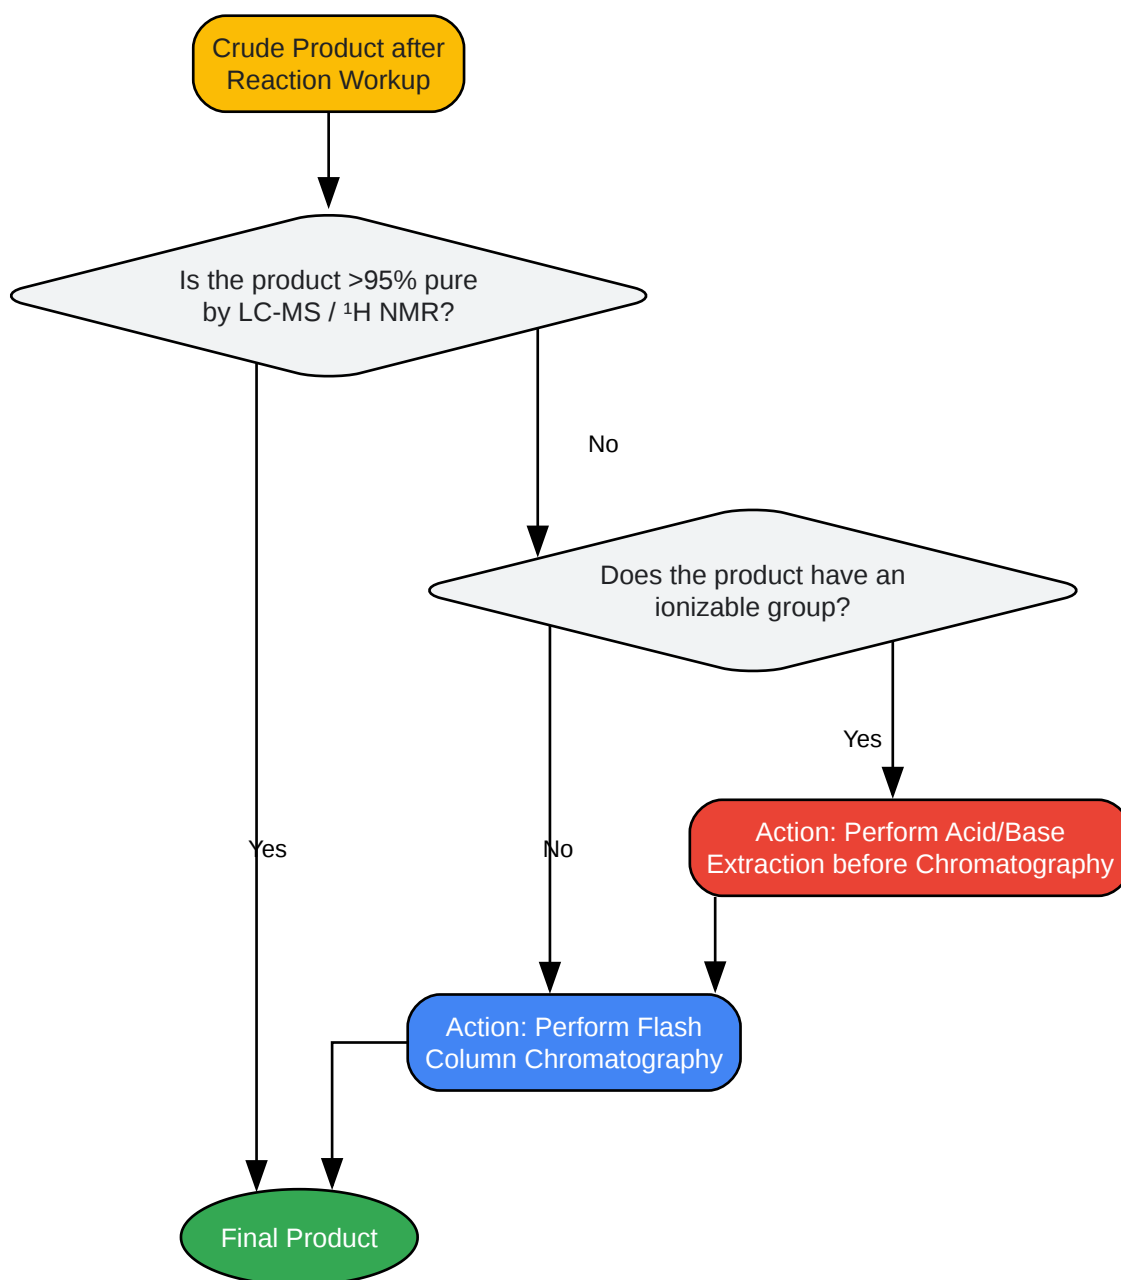 Crude Product after
Reaction Workup
Is the product >95% pure
by LC-MS / ¹H NMR?
No
Does the product have an
ionizable group?
Yes
Action: Perform Acid/Base
Extraction before Chromatography
Yes
No
Action: Perform Flash
Column Chromatography
Final Product